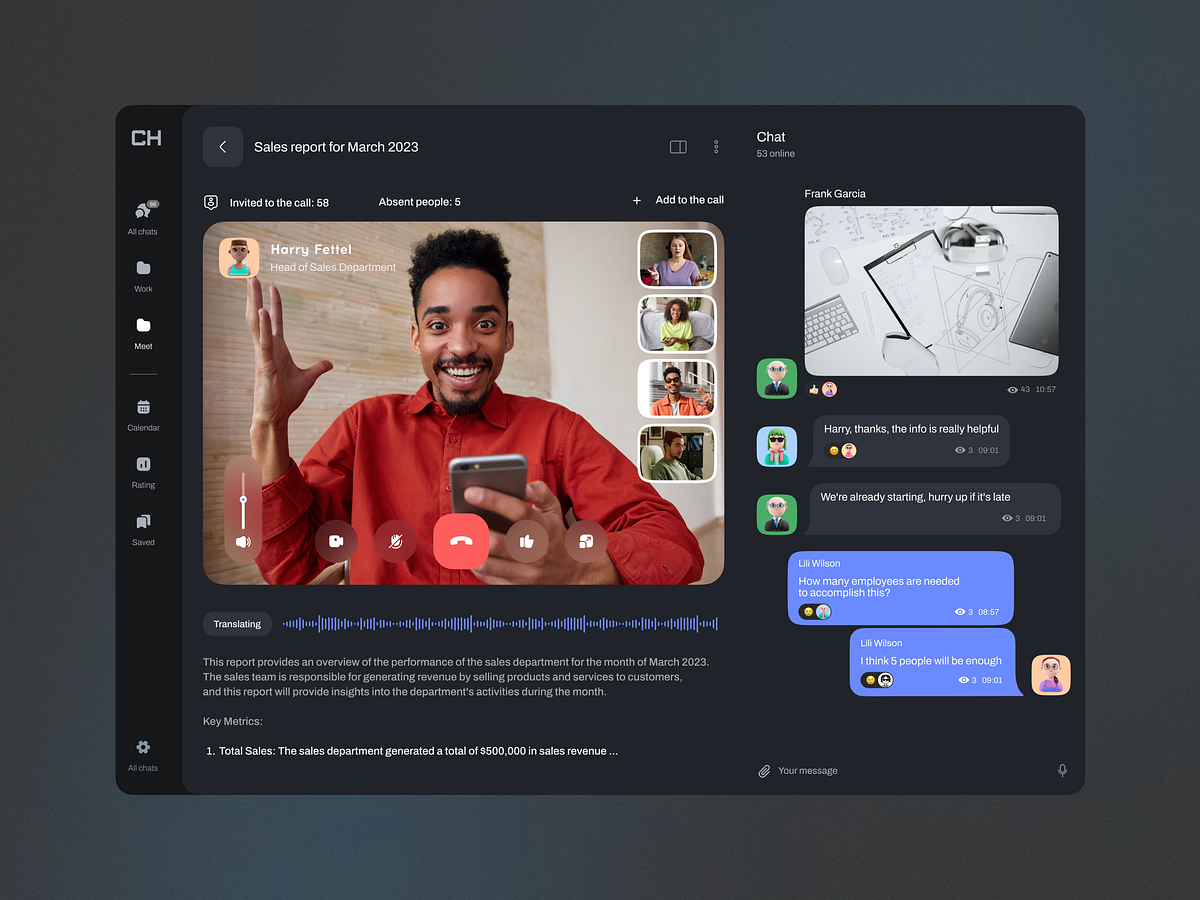 CH
86
All chats
Work
Meet
Calendar
Rating
Saved
All chats
Sales report for March 2023
Invited to the call: 58
Absent people: 5
+ Add to the call
Harry Fettel
Head of Sales Department
Translating
This report provides an overview of the performance of the sales department for the month of March 2023.
The sales team is responsible for generating revenue by selling products and services to customers,
and this report will provide insights into the department's activities during the month.
Key Metrics:
1. Total Sales: The sales department generated a total of $500,000 in sales revenue ...
Chat
53 online
Frank Garcia
43 10:57
Harry, thanks, the info is really helpful
3 09:01
We're already starting, hurry up if it's late
3 09:01
Lili Wilson
How many employees are needed
to accomplish this?
3 08:57
Lili Wilson
I think 5 people will be enough
3 09:01
Your message